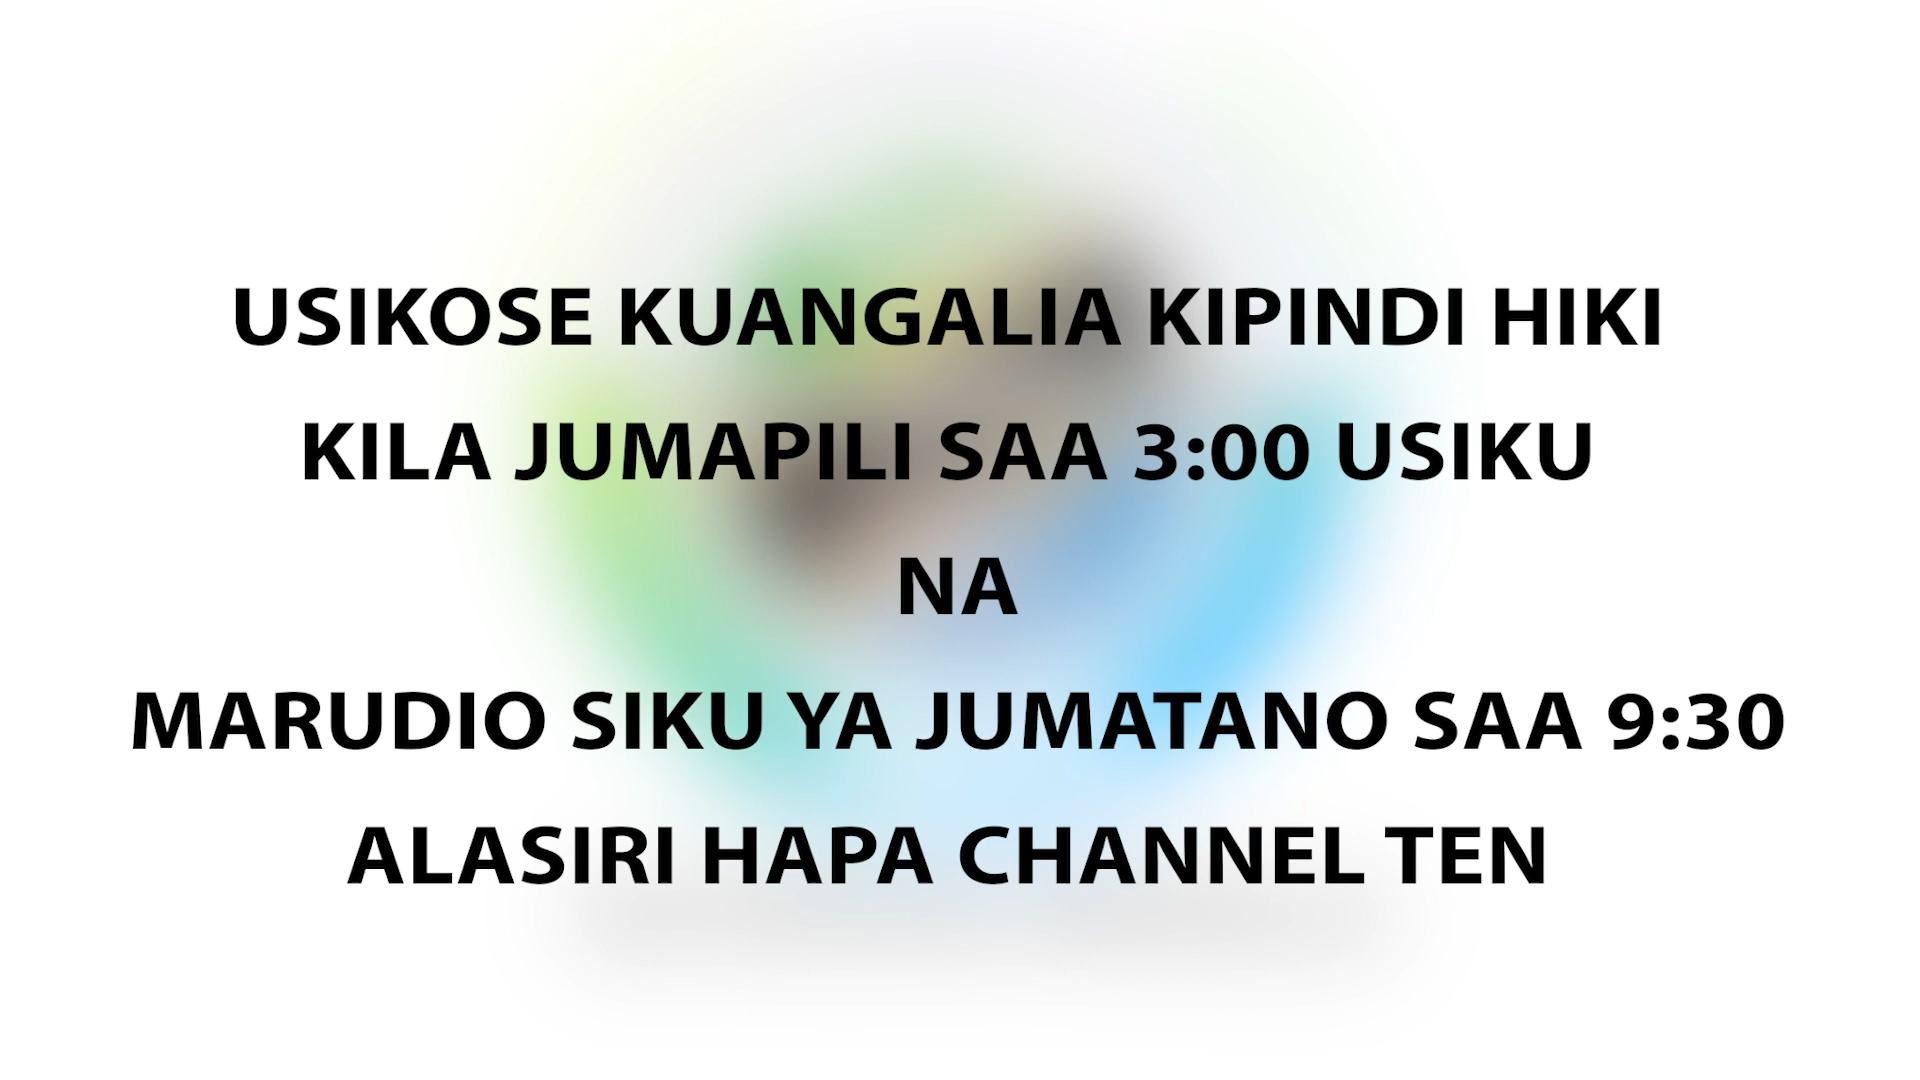 USIKOSE KUANGALIA KIPINDI HIKI
KILA JUMAPILI SAA 3:00 USIKU
NA
MARUDIO SIKU YA JUMATANO SAA 9:30
ALASIRI HAPA CHANNEL TEN